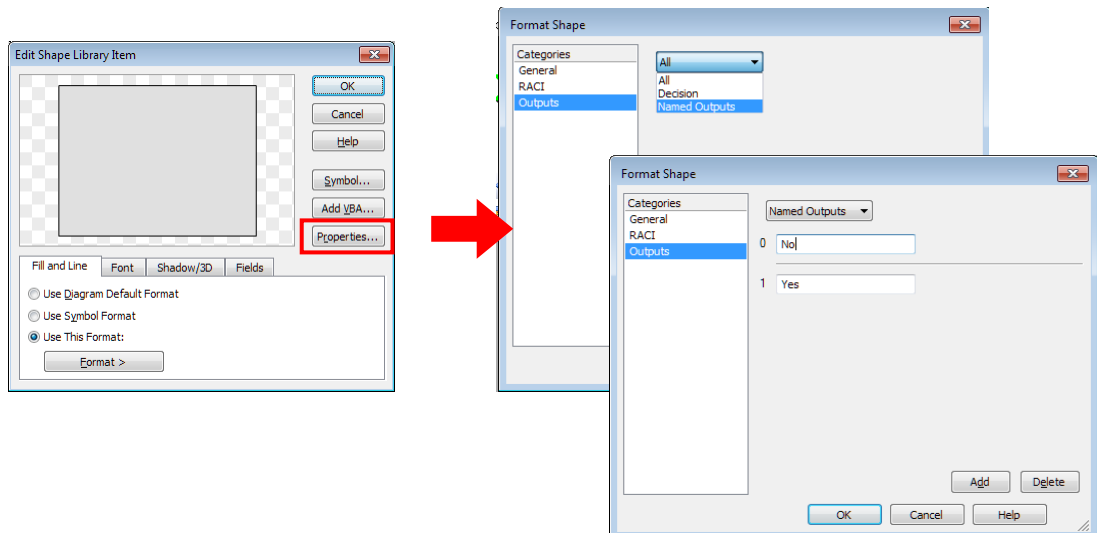 Edit Shape Library Item
OK
Cancel
Help
Symbol...
Add VBA...
Properties...
Fill and Line
Font
Shadow/3D
Fields
Use Diagram Default Format
Use Symbol Format
Use This Format:
Format >
Format Shape
Categories
General
RACI
Outputs
All
All
Decision
Named Outputs
Format Shape
Categories
General
RACI
Outputs
Named Outputs
0 No
1 Yes
Add
Delete
OK
Cancel
Help